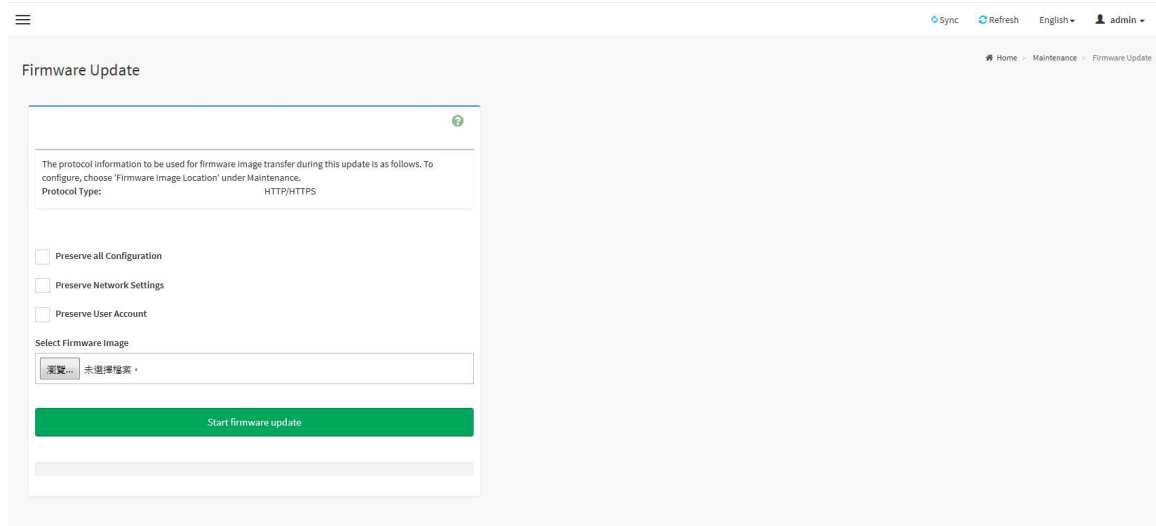 Sync Refresh English admin
Home > Maintenance > Firmware Update
Firmware Update
The protocol information to be used for firmware image transfer during this update is as follows. To
configure, choose 'Firmware Image Location' under Maintenance.
Protocol Type: HTTP/HTTPS
Preserve all Configuration
Preserve Network Settings
Preserve User Account
Select Firmware Image
瀏覽... 未選擇檔案。
Start firmware update